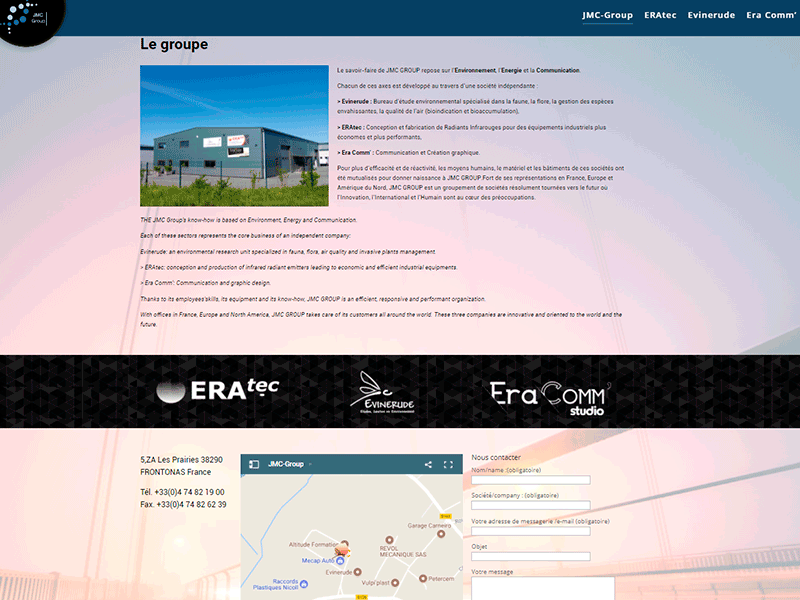 JMC
Group
JMC-Group ERAtec Evinerude Era Comm'
Le groupe
Le savoir-faire de JMC GROUP repose sur l'Environnement, l'Energie et la Communication.
Chacun de ces axes est développé au travers d'une société indépendante :
> Evinerude : Bureau d'étude environnemental spécialisé dans la faune, la flore, la gestion des espèces
envahissantes, la qualité de l'air (bioindication et bioaccumulation).
> ERAtec : Conception et fabrication de Radiants Infrarouges pour des équipements industriels plus
économes et plus performants.
> Era Comm' : Communication et Création graphique.
Pour plus d'efficacité et de réactivité, les moyens humains, le matériel et les bâtiments de ces sociétés ont
été mutualisés pour donner naissance à JMC GROUP.Fort de ses représentations en France, Europe et
Amérique du Nord, JMC GROUP est un groupement de sociétés résolument tournées vers le futur où
l'Innovation, l'International et l'Humain sont au cœur des préoccupations.
THE JMC Group's know-how is based on Environment, Energy and Communication.
Each of these sectors represents the core business of an independent company:
Evinerude: an environmental research unit specialized in fauna, flora, air quality and invasive plants management.
> ERAtec: conception and production of infrared radiant emitters leading to economic and efficient industrial equipments.
> Era Comm': Communication and graphic design.
Thanks to its employees'skills, its equipment and its know-how, JMC GROUP is an efficient, responsive and performant organization.
With offices in France, Europe and North America, JMC GROUP takes care of its customers all around the world. These three companies are innovative and oriented to the world and the
future.
ERAtec
EVINERUDE
Etudes, Gestion en Environnement
Era Comm'
studio
5,ZA Les Prairies 38290
FRONTONAS France
Tél. +33(0)4 74 82 19 00
Fax. +33(0)4 74 82 62 39
JMC-Group
Garage Carneiro
Altitude Formation
REVOL
MECANIQUE SAS
Mecap Auto
Evinerude
Vulp'plast
Petercem
Raccords
Plastiques Nicoll
Nous contacter
Nom/name :(obligatoire)
Société/company : (obligatoire)
Votre adresse de messagerie /e-mail (obligatoire)
Objet
Votre message